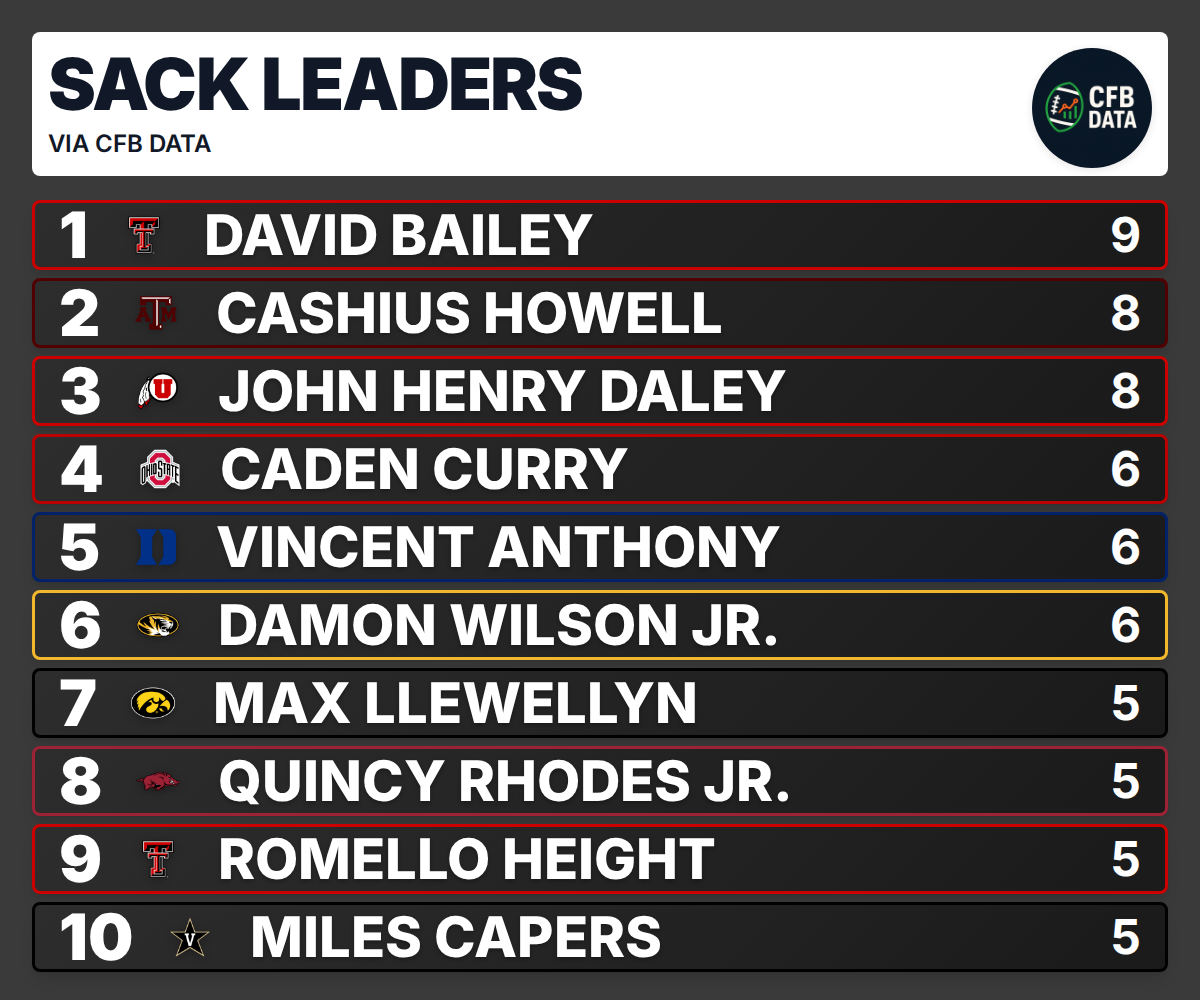 SACK LEADERS
VIA CFB DATA
CFB
DATA
1 DAVID BAILEY 9
2 CASHIUS HOWELL 8
3 JOHN HENRY DALEY 8
4 OHIO STATE CADEN CURRY 6
5 VINCENT ANTHONY 6
6 DAMON WILSON JR. 6
7 MAX LLEWELLYN 5
8 QUINCY RHODES JR. 5
9 ROMELLO HEIGHT 5
10 V MILES CAPERS 5